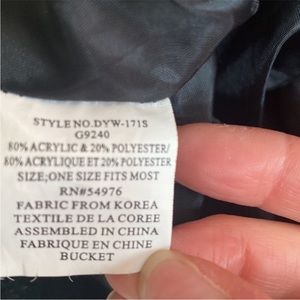 STYLE NO.DYW-171S
G9240
80% ACRYLIC & 20% POLYESTER/
80% ACRYLIQUE ET 20% POLYESTER
SIZE;ONE SIZE FITS MOST
RN#54976
FABRIC FROM KOREA
TEXTILE DE LA COREE
ASSEMBLED IN CHINA
FABRIQUE EN CHINE
BUCKET